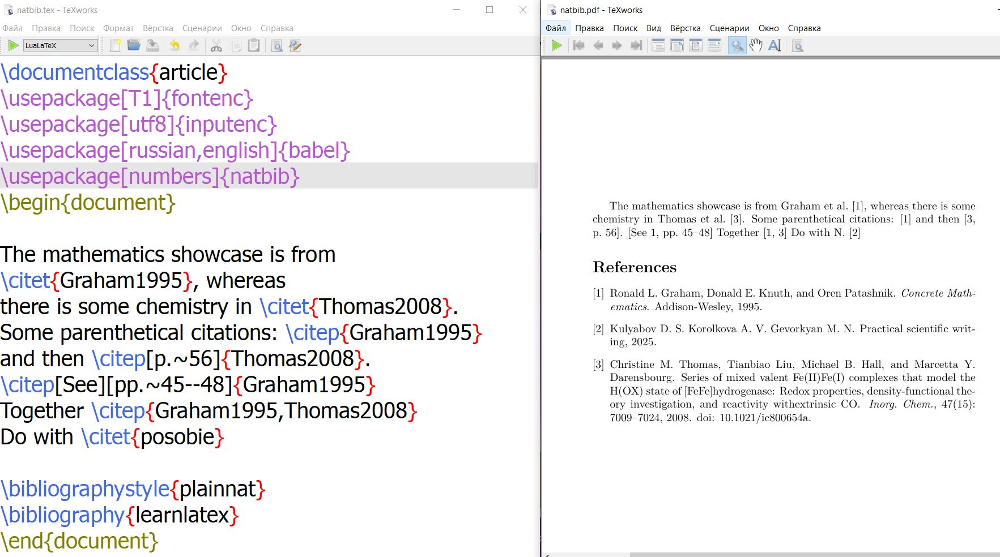 natbib.tex - TeXworks
Файл Правка Поиск Формат Вёрстка Сценарии Окно Справка
LuaLaTeX
\documentclass{article}
\usepackage[T1]{fontenc}
\usepackage[utf8]{inputenc}
\usepackage[russian,english]{babel}
\usepackage[numbers]{natbib}
\begin{document}
The mathematics showcase is from
\citet{Graham1995}, whereas
there is some chemistry in \citet{Thomas2008}.
Some parenthetical citations: \citep{Graham1995}
and then \citep[p.~56]{Thomas2008}.
\citep[See][pp.~45--48]{Graham1995}
Together \citep{Graham1995,Thomas2008}
Do with \citet{posobie}
\bibliographystyle{plainnat}
\bibliography{learnlatex}
\end{document}
natbib.pdf - TeXworks
Файл Правка Поиск Вид Вёрстка Сценарии Окно Справка
The mathematics showcase is from Graham et al. [1], whereas there is some
chemistry in Thomas et al. [3]. Some parenthetical citations: [1] and then [3,
p. 56]. [See 1, pp. 45–48] Together [1, 3] Do with N. [2]
References
[1] Ronald L. Graham, Donald E. Knuth, and Oren Patashnik. Concrete Math-
ematics. Addison-Wesley, 1995.
[2] Kulyabov D. S. Korolkova A. V. Gevorkyan M. N. Practical scientific writ-
ing, 2025.
[3] Christine M. Thomas, Tianbiao Liu, Michael B. Hall, and Marcetta Y.
Darensbourg. Series of mixed valent Fe(II)Fe(I) complexes that model the
H(OX) state of [FeFe]hydrogenase: Redox properties, density-functional the-
ory investigation, and reactivity withextrinsic CO. Inorg. Chem., 47(15):
7009–7024, 2008. doi: 10.1021/ic800654a.